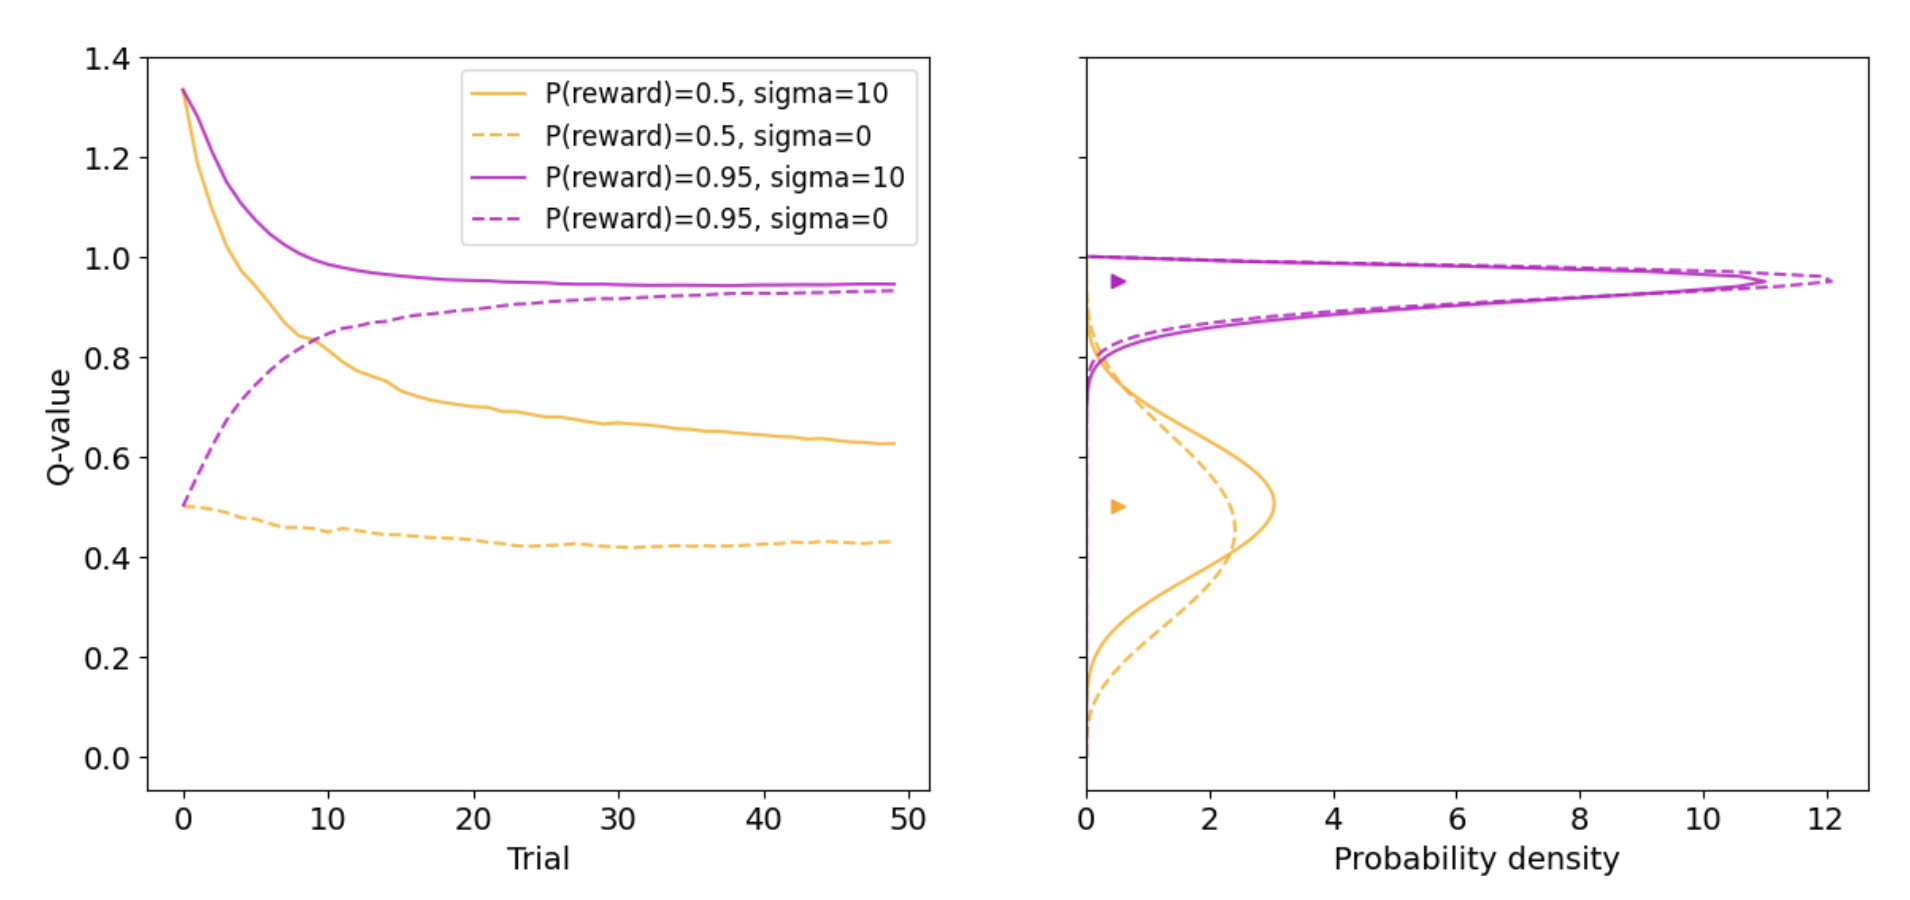 1.4
1.2
1.0
0.8
0.6
0.4
0.2
0.0
Q-value
P(reward)=0.5, sigma=10
P(reward)=0.5, sigma=0
P(reward)=0.95, sigma=10
P(reward)=0.95, sigma=0
0 10 20 30 40 50
Trial
0 2 4 6 8 10 12
Probability density